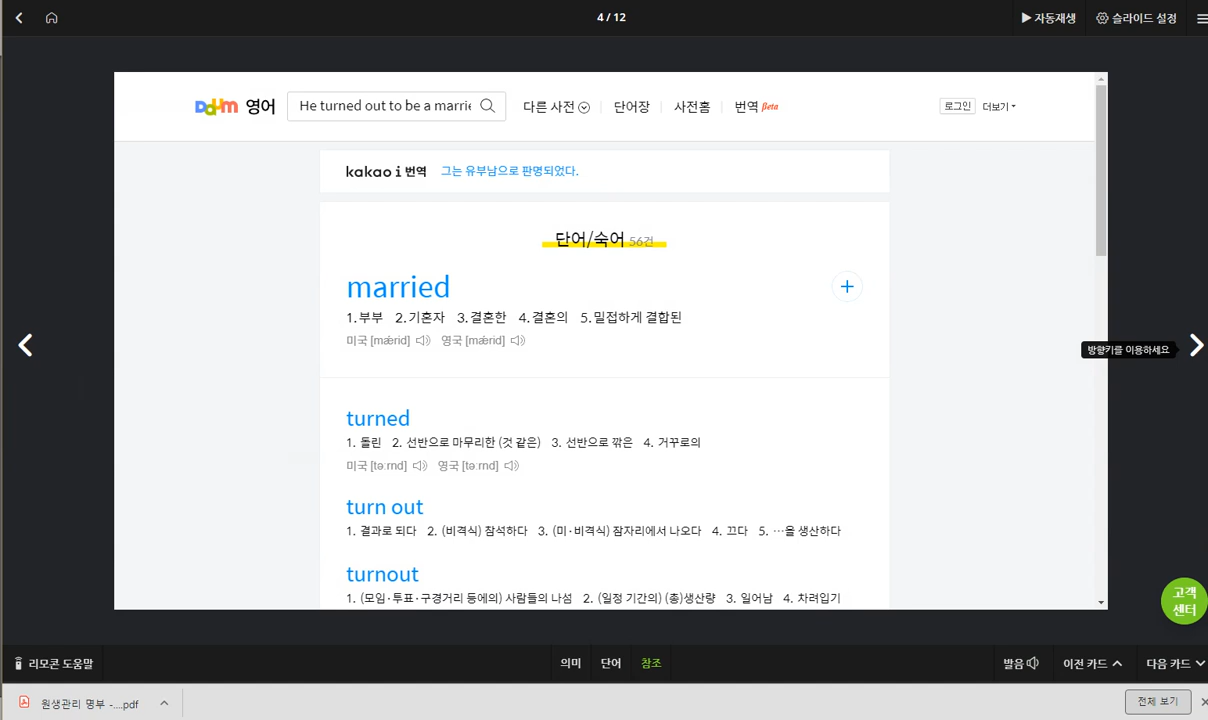 4 / 12
▶ 자동재생
슬라이드 설정
Daum 영어
He turned out to be a marrie
다른 사전
단어장
사전홈
번역 Beta
로그인
더보기
kakao i 번역 그는 유부남으로 판명되었다.
단어/숙어 56건
married
1.부부 2.기혼자 3.결혼한 4.결혼의 5.밀접하게 결합된
미국 [mǽrid] 영국 [mǽrid]
방향키를 이용하세요
turned
1. 돌린 2. 선반으로 마무리한 (것 같은) 3. 선반으로 깎은 4. 거꾸로의
미국 [təːrnd] 영국 [təːrnd]
turn out
1. 결과로 되다 2. (비격식) 참석하다 3. (미·비격식) 잠자리에서 나오다 4. 끄다 5. …을 생산하다
turnout
1. (모임·투표·구경거리 등에의) 사람들의 나섬 2. (일정 기간의) (총)생산량 3. 일어남 4. 차려입기
고객
센터
리모콘 도움말
의미
단어
참조
발음
이전 카드
다음 카드
원생관리 명부 -....pdf
전체 보기